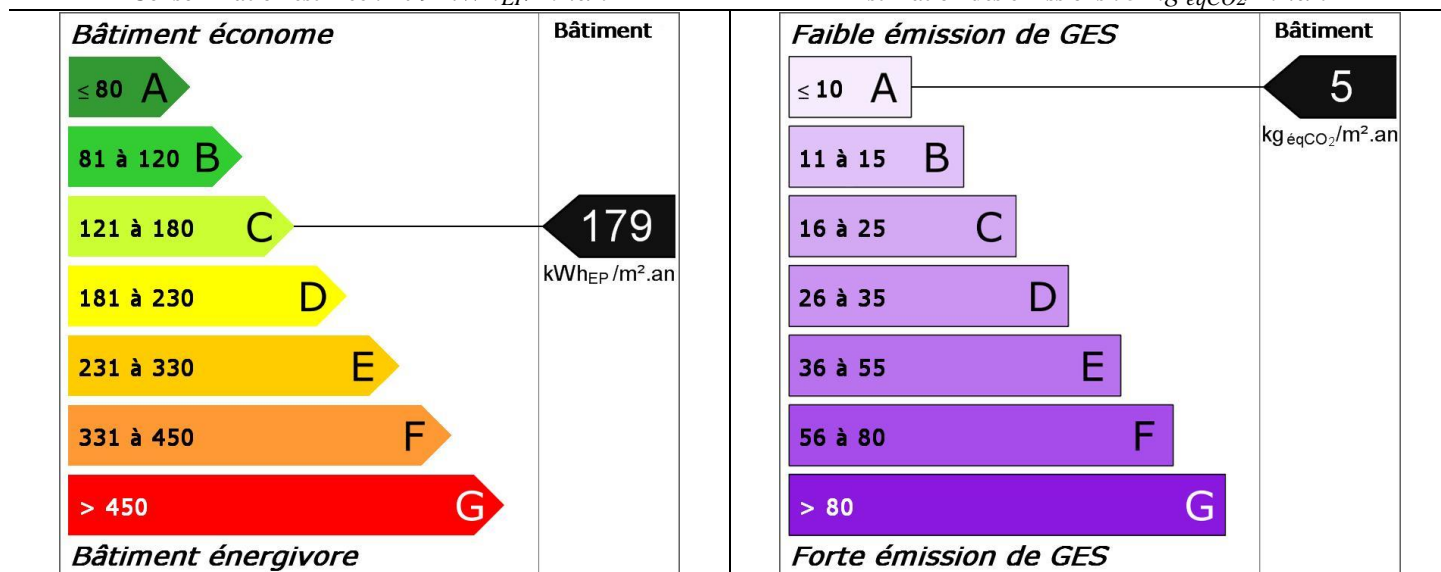 Bâtiment économe
Bâtiment
≤ 80 A
81 à 120 B
121 à 180 C
179
kWhEP/m².an
181 à 230 D
231 à 330 E
331 à 450 F
> 450 G
Bâtiment énergivore
Faible émission de GES
Bâtiment
≤ 10 A
5
kg éqCO2/m².an
11 à 15 B
16 à 25 C
26 à 35 D
36 à 55 E
56 à 80 F
> 80 G
Forte émission de GES